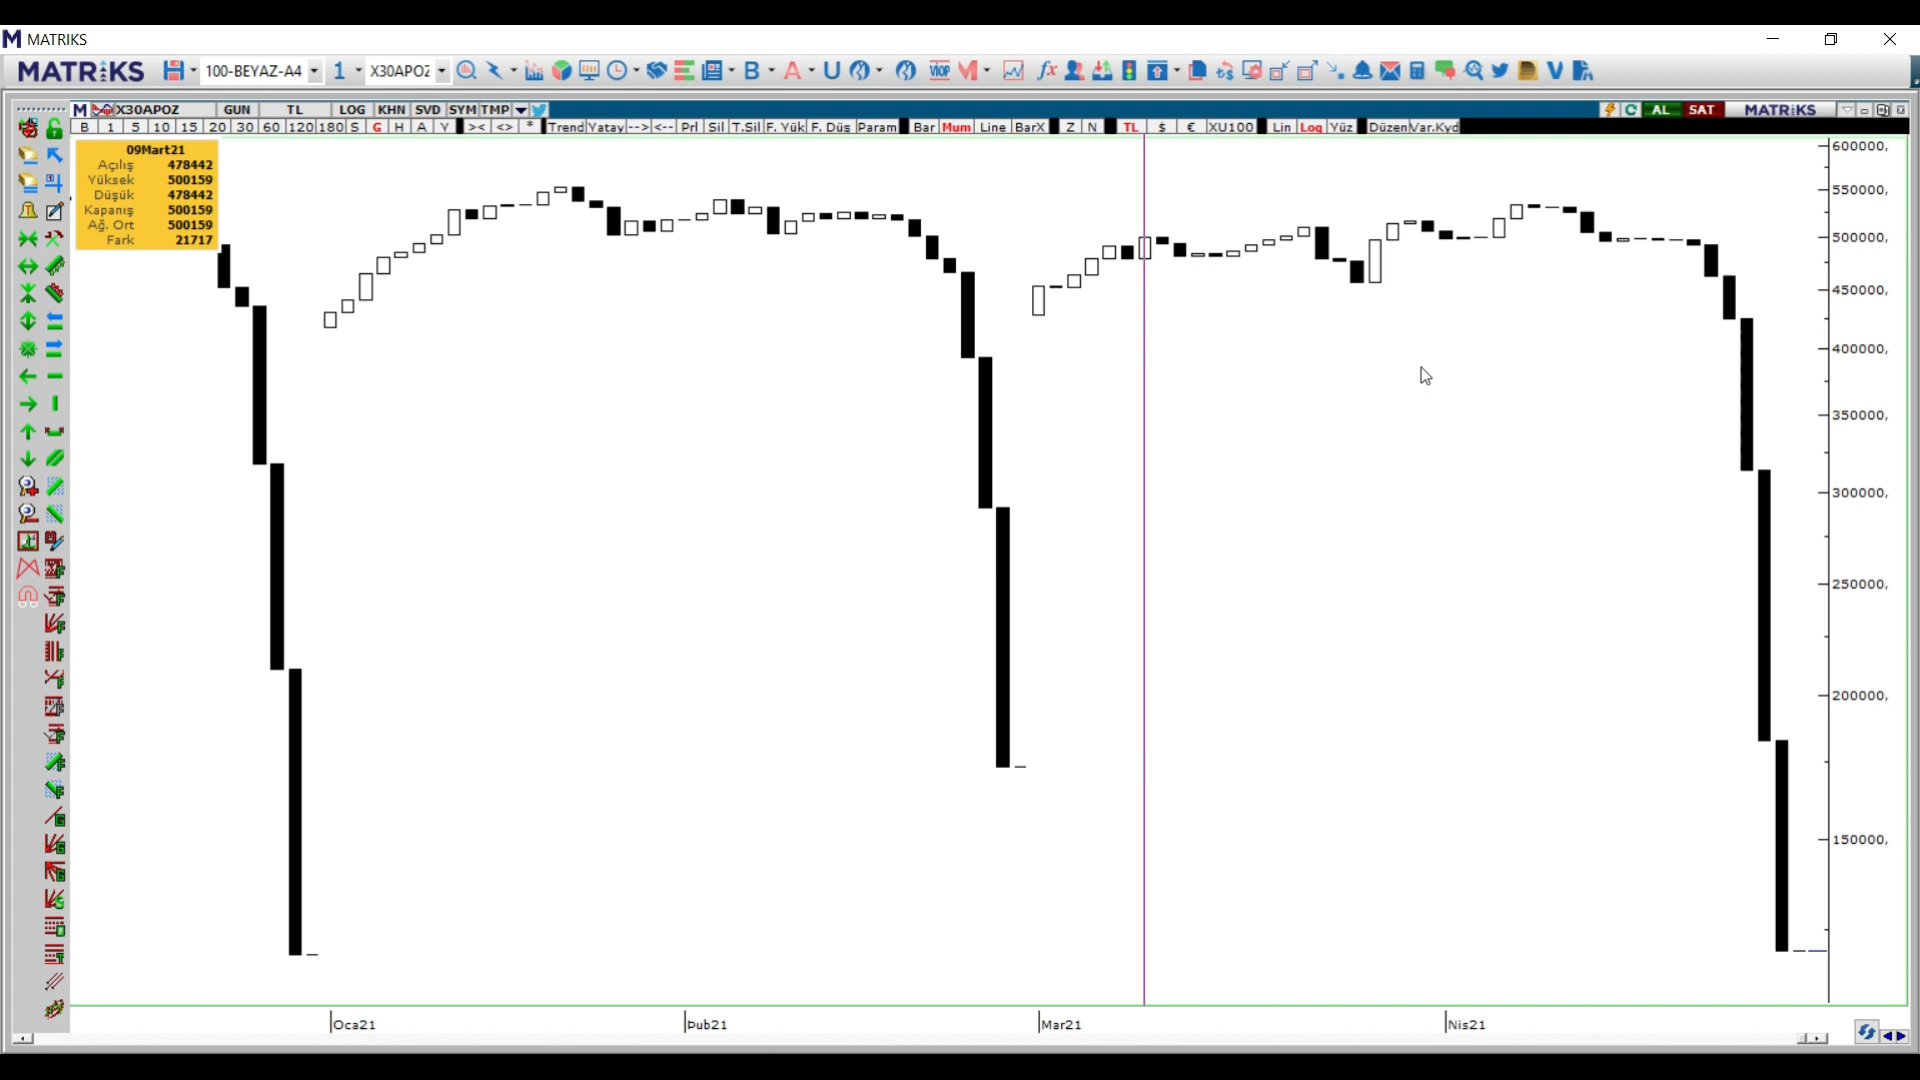 MATRIKS
MATRiKS 100-BEYAZ-A4 1 X30APOZ B A U VIOP M fx V
X30APOZ GUN TL LOG KHN SVD SYM TMP AL SAT MATRiKS
B 1 5 10 15 20 30 60 120 180 S G H A Y >< <> * Trend Yatay --> <-- Prl Sil T.Sil F. Yük F. Düş Param Bar Mum Line BarX Z N TL $ € XU100 Lin Log Yüz Düzen Var.Kyd
09Mart21
Açılış 478442
Yüksek 500159
Düşük 478442
Kapanış 500159
Ağ. Ort 500159
Fark 21717
600000,
550000,
500000,
450000,
400000,
350000,
300000,
250000,
200000,
150000,
Oca21 Þub21 Mar21 Nis21